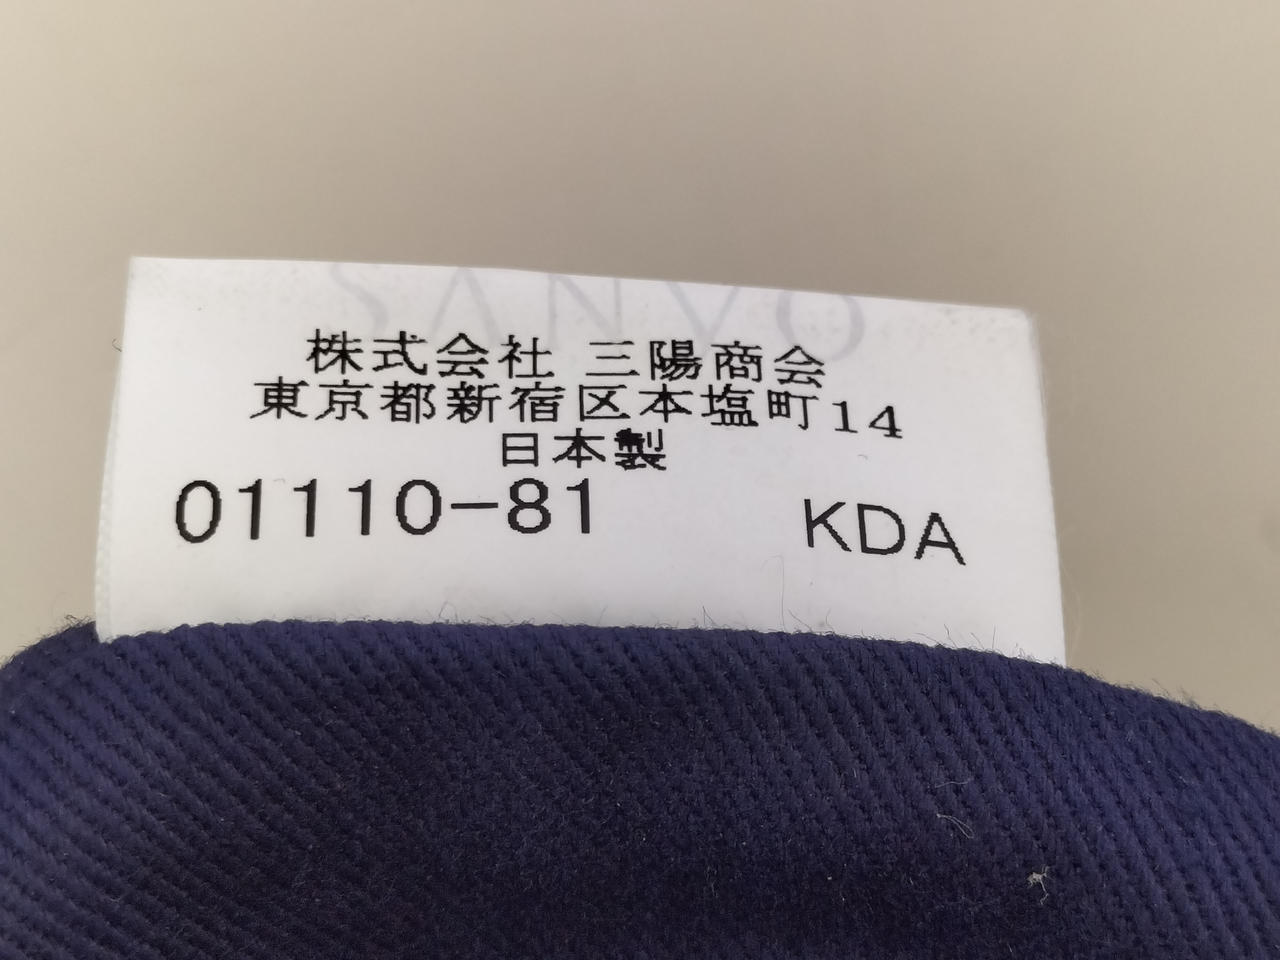 SANYO
株式会社 三陽商会
東京都新宿区本塩町14
日本製
01110-81 KDA